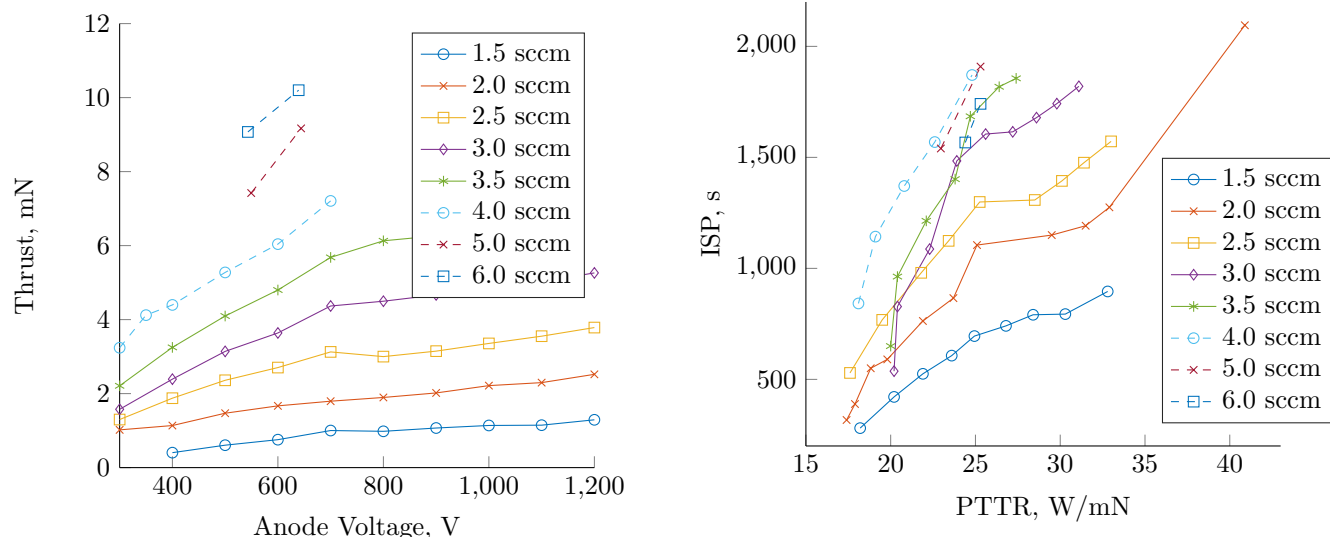 12
10
8
6
4
2
0
400
600
800
1,000
1,200
Thrust, mN
Anode Voltage, V
1.5 sccm
2.0 sccm
2.5 sccm
3.0 sccm
3.5 sccm
4.0 sccm
5.0 sccm
6.0 sccm
2,000
1,500
1,000
500
15
20
25
30
35
40
ISP, s
PTTR, W/mN
1.5 sccm
2.0 sccm
2.5 sccm
3.0 sccm
3.5 sccm
4.0 sccm
5.0 sccm
6.0 sccm